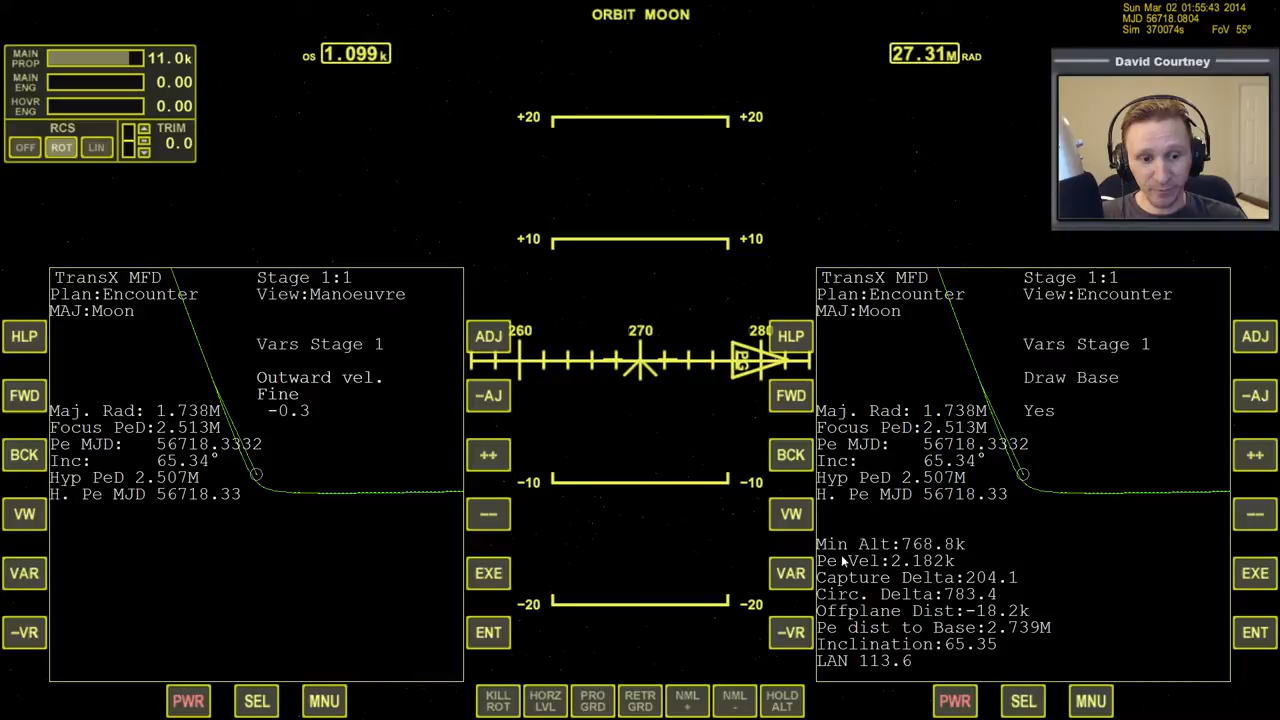 ORBIT MOON
Sun Mar 02 01:55:43 2014
MJD 56718.0804
Sim 370074s FoV 55°
MAIN PROP 11.0k
MAIN ENG 0.00
HOVR ENG 0.00
RCS TRIM
OFF ROT LIN 0.0
OS 1.099k
27.31M RAD
David Courtney
+20 +20
+10 +10
260 270 280
PG
-10 -10
-20 -20
TransX MFD Stage 1:1
Plan:Encounter View:Manoeuvre
MAJ:Moon
Vars Stage 1
Outward vel.
Fine
-0.3
Maj. Rad: 1.738M
Focus PeD:2.513M
Pe MJD: 56718.3332
Inc: 65.34°
Hyp PeD 2.507M
H. Pe MJD 56718.33
HLP
FWD
BCK
VW
VAR
-VR
ADJ
-AJ
++
--
EXE
ENT
PWR SEL MNU
TransX MFD Stage 1:1
Plan:Encounter View:Encounter
MAJ:Moon
Vars Stage 1
Draw Base
Yes
Maj. Rad: 1.738M
Focus PeD:2.513M
Pe MJD: 56718.3332
Inc: 65.34°
Hyp PeD 2.507M
H. Pe MJD 56718.33
Min Alt:768.8k
Pe Vel:2.182k
Capture Delta:204.1
Circ. Delta:783.4
Offplane Dist:-18.2k
Pe dist to Base:2.739M
Inclination:65.35
LAN 113.6
HLP
FWD
BCK
VW
VAR
-VR
ADJ
-AJ
++
--
EXE
ENT
PWR SEL MNU
KILL ROT
HORZ LVL
PRO GRD
RETR GRD
NML +
NML -
HOLD ALT